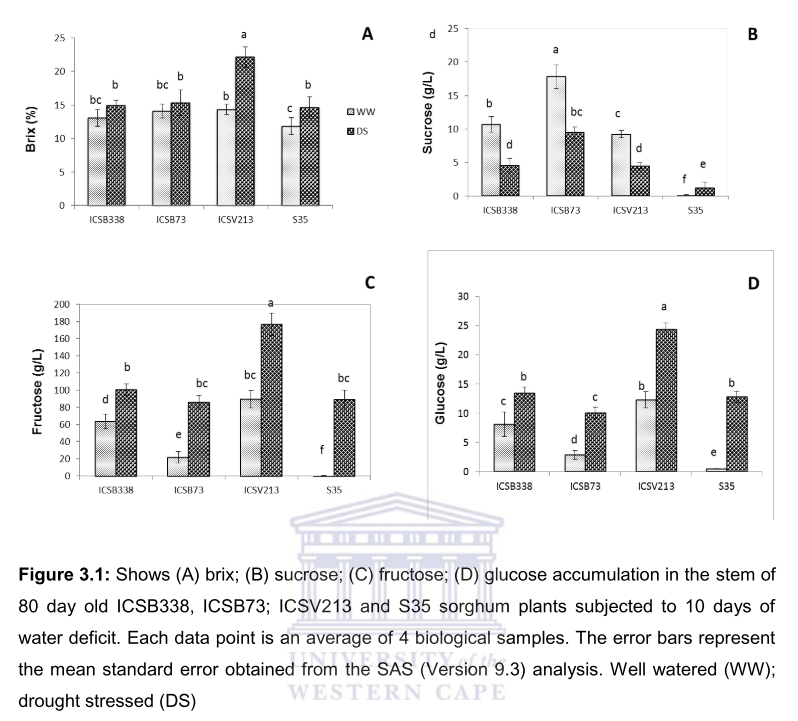 A
25
20
15
10
5
0
Brix (%)
bc
b
bc
b
b
a
c
b
ICSB338 ICSB73 ICSV213 S35
WW
DS
d
B
25
20
15
10
5
0
Sucrose (g/L)
b
d
a
bc
c
d
f
e
ICSB338 ICSB73 ICSV213 S35
C
200
180
160
140
120
100
80
60
40
20
0
Fructose (g/L)
d
b
e
bc
bc
a
f
bc
ICSB338 ICSB73 ICSV213 S35
D
30
25
20
15
10
5
0
Glucose (g/L)
c
b
d
c
b
a
e
b
ICSB338 ICSB73 ICSV213 S35
Figure 3.1: Shows (A) brix; (B) sucrose; (C) fructose; (D) glucose accumulation in the stem of
80 day old ICSB338, ICSB73; ICSV213 and S35 sorghum plants subjected to 10 days of
water deficit. Each data point is an average of 4 biological samples. The error bars represent
the mean standard error obtained from the SAS (Version 9.3) analysis. Well watered (WW);
drought stressed (DS)
UNIVERSITY of the
WESTERN CAPE